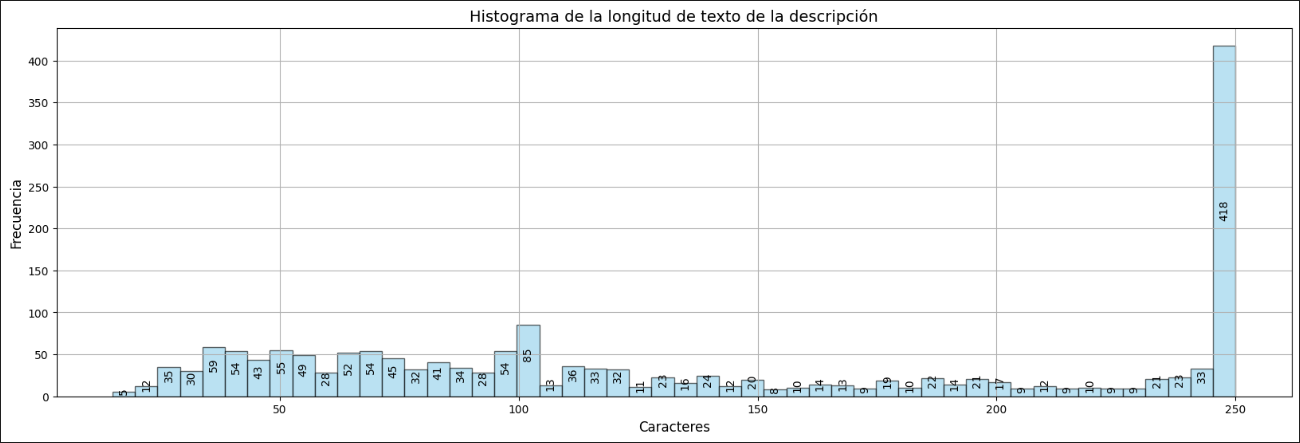 Histograma de la longitud de texto de la descripción
Frecuencia
400
350
300
250
200
150
100
50
0
5 12 35 30 59 54 43 55 49 28 52 54 45 32 41 34 28 54 85 13 36 33 32 11 23 16 24 12 20 8 10 14 13 9 19 10 22 14 21 17 9 12 9 10 9 9 21 23 33 418
50 100 150 200 250
Caracteres